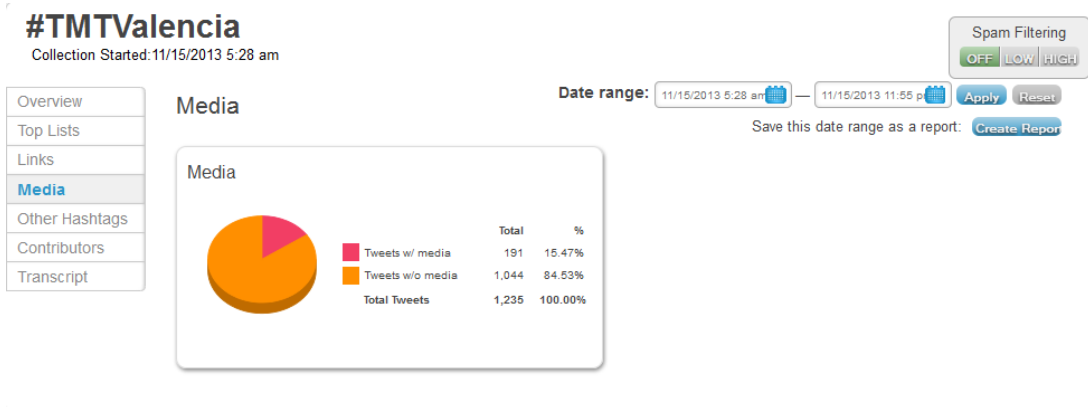 #TMTValencia
Collection Started:11/15/2013 5:28 am
Spam Filtering
OFF LOW HIGH
Overview
Top Lists
Links
Media
Other Hashtags
Contributors
Transcript
Media
Date range: 11/15/2013 5:28 am — 11/15/2013 11:55 p Apply Reset
Save this date range as a report: Create Repor
Media
Total %
Tweets w/ media 191 15.47%
Tweets w/o media 1,044 84.53%
Total Tweets 1,235 100.00%